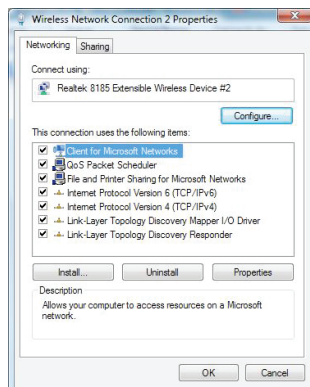 Wireless Network Connection 2 Properties
Networking
Sharing
Connect using:
Realtek 8185 Extensible Wireless Device #2
Configure...
This connection uses the following items:
Client for Microsoft Networks
QoS Packet Scheduler
File and Printer Sharing for Microsoft Networks
Internet Protocol Version 6 (TCP/IPv6)
Internet Protocol Version 4 (TCP/IPv4)
Link-Layer Topology Discovery Mapper I/O Driver
Link-Layer Topology Discovery Responder
Install...
Uninstall
Properties
Description
Allows your computer to access resources on a Microsoft
network.
OK
Cancel